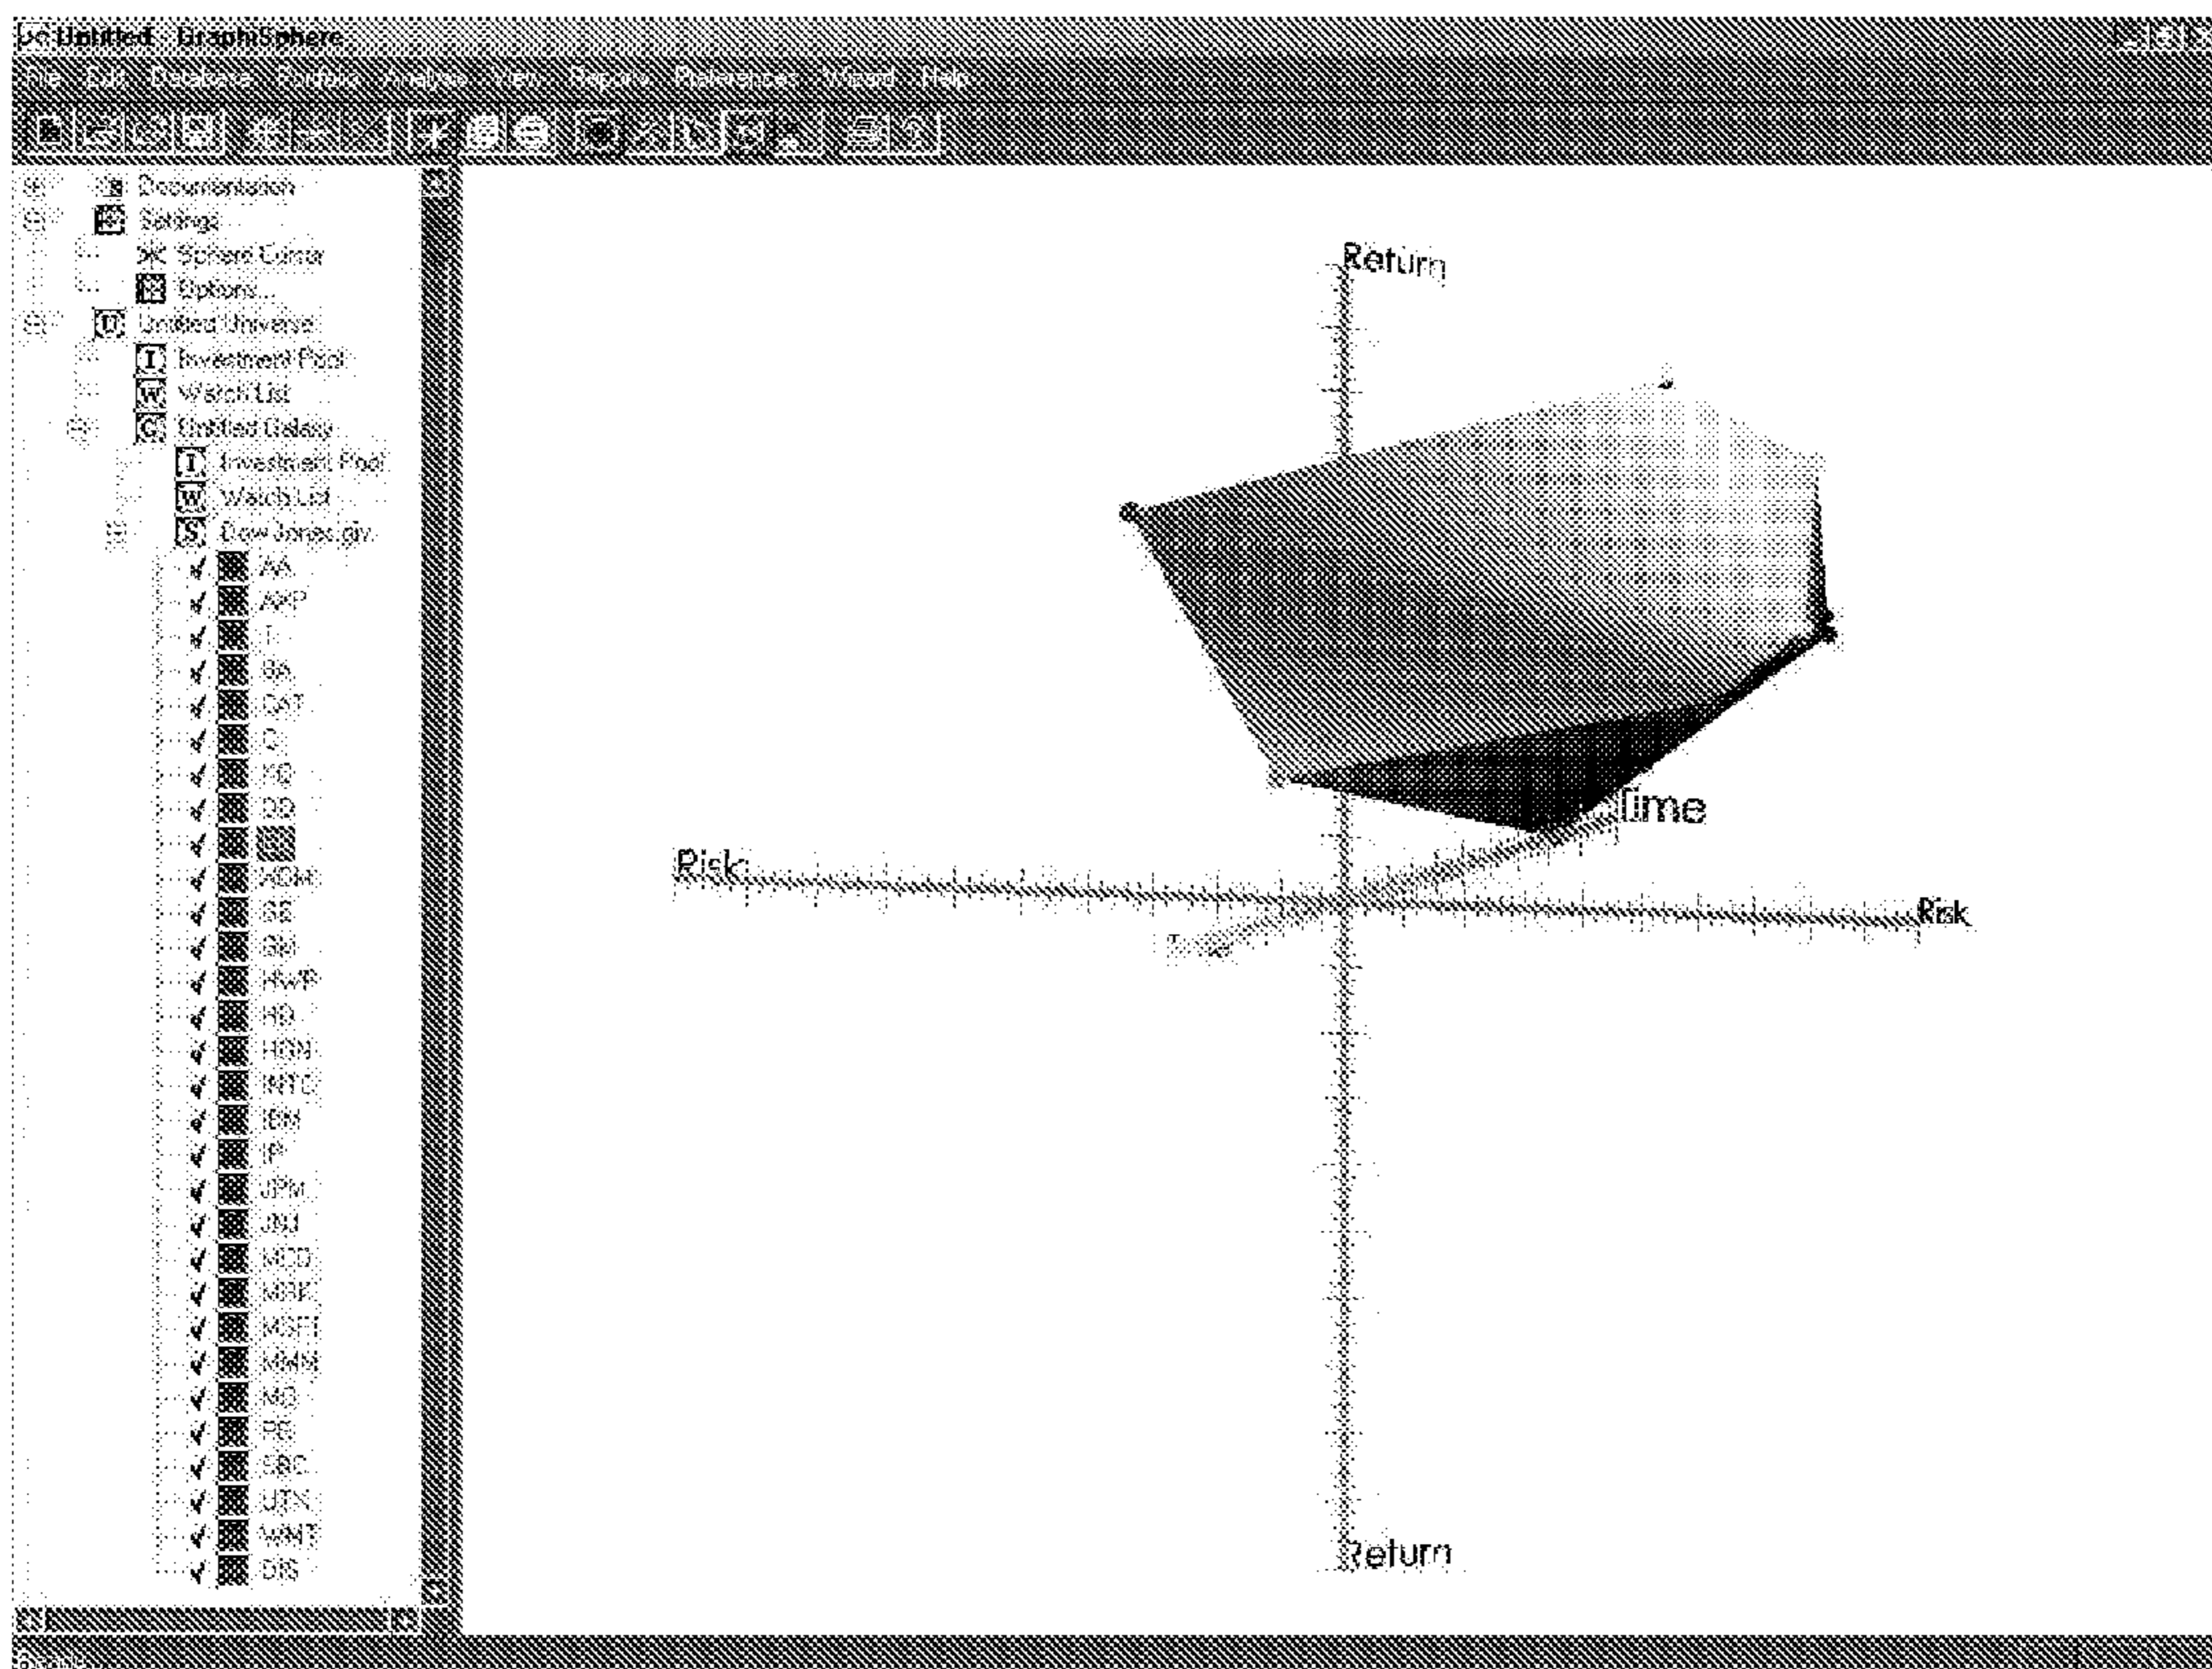 Untitled - GraphiSphere
File Edit Database Portfolio Analysis View Reports Preferences Wizard Help
Documentation
Settings
Sphere Cursor
Options...
U Untitled Universe
I Investment Pool
W Watch List
G Untitled Galaxy
I Investment Pool
W Watch List
S Dow Jones.giv
AA
AXP
T
BA
CAT
C
KO
DD
XOM
GE
GM
HWP
HD
HON
INTC
IBM
IP
JPM
JNJ
MCD
MRK
MSFT
MMM
MO
PG
SBC
UTX
WMT
DIS
Return
Time
Risk
Risk
Time
Return